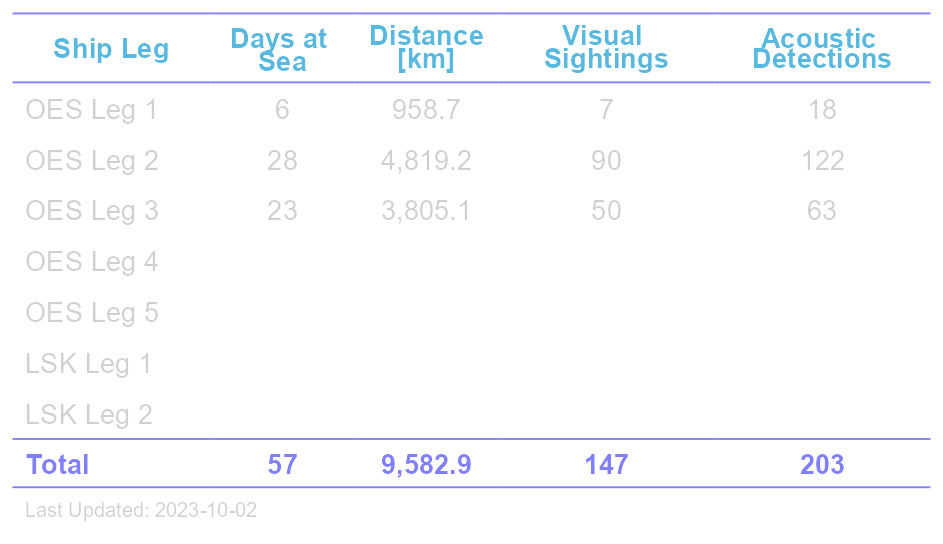 Ship Leg Days at Sea Distance [km] Visual Sightings Acoustic Detections
OES Leg 1 6 958.7 7 18
OES Leg 2 28 4,819.2 90 122
OES Leg 3 23 3,805.1 50 63
OES Leg 4
OES Leg 5
LSK Leg 1
LSK Leg 2
Total 57 9,582.9 147 203
Last Updated: 2023-10-02